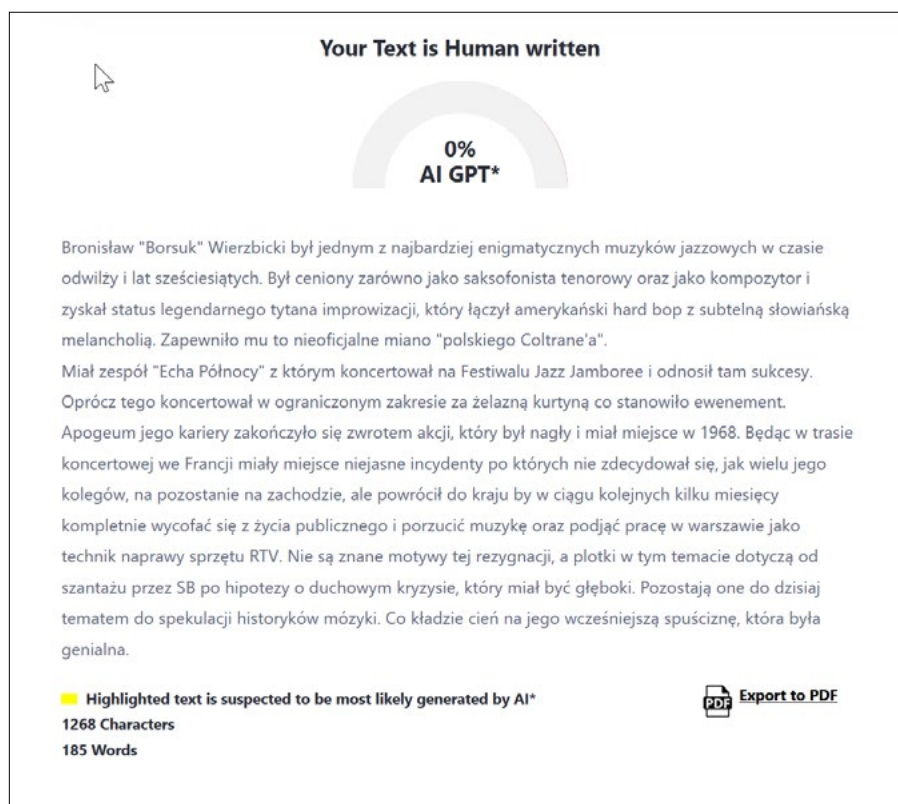 Your Text is Human written
0%
AI GPT*
Bronisław "Borsuk" Wierzbicki był jednym z najbardziej enigmatycznych muzyków jazzowych w czasie
odwilży i lat sześciesiątych. Był ceniony zarówno jako saksofonista tenorowy oraz jako kompozytor i
zyskał status legendarnego tytana improwizacji, który łączył amerykański hard bop z subtelną słowiańską
melancholią. Zapewniło mu to nieoficjalne miano "polskiego Coltrane'a".
Miał zespół "Echa Północy" z którym koncertował na Festiwalu Jazz Jamboree i odnosił tam sukcesy.
Oprócz tego koncertował w ograniczonym zakresie za żelazną kurtyną co stanowiło ewenement.
Apogeum jego kariery zakończyło się zwrotem akcji, który był nagły i miał miejsce w 1968. Będąc w trasie
koncertowej we Francji miały miejsce niejasne incydenty po których nie zdecydował się, jak wielu jego
kolegów, na pozostanie na zachodzie, ale powrócił do kraju by w ciągu kolejnych kilku miesięcy
kompletnie wycofać się z życia publicznego i porzucić muzykę oraz podjąć pracę w warszawie jako
technik naprawy sprzętu RTV. Nie są znane motywy tej rezygnacji, a plotki w tym temacie dotyczą od
szantażu przez SB po hipotezy o duchowym kryzysie, który miał być głęboki. Pozostają one do dzisiaj
tematem do spekulacji historyków mózyki. Co kładzie cień na jego wcześniejszą spuściznę, która była
genialna.
Highlighted text is suspected to be most likely generated by AI*
PDF Export to PDF
1268 Characters
185 Words